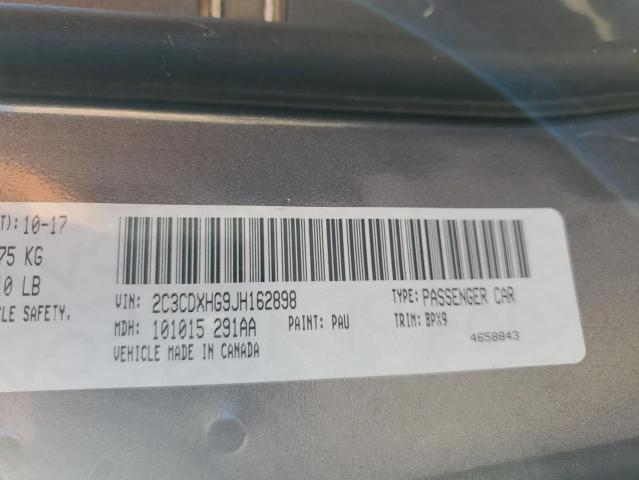 T): 10-17
75 KG
0 LB
CLE SAFETY,
VIN: 2C3CDXHG9JH162898 TYPE: PASSENGER CAR
MDH: 101015 291AA PAINT: PAU TRIM: BPX9
VEHICLE MADE IN CANADA 4658843